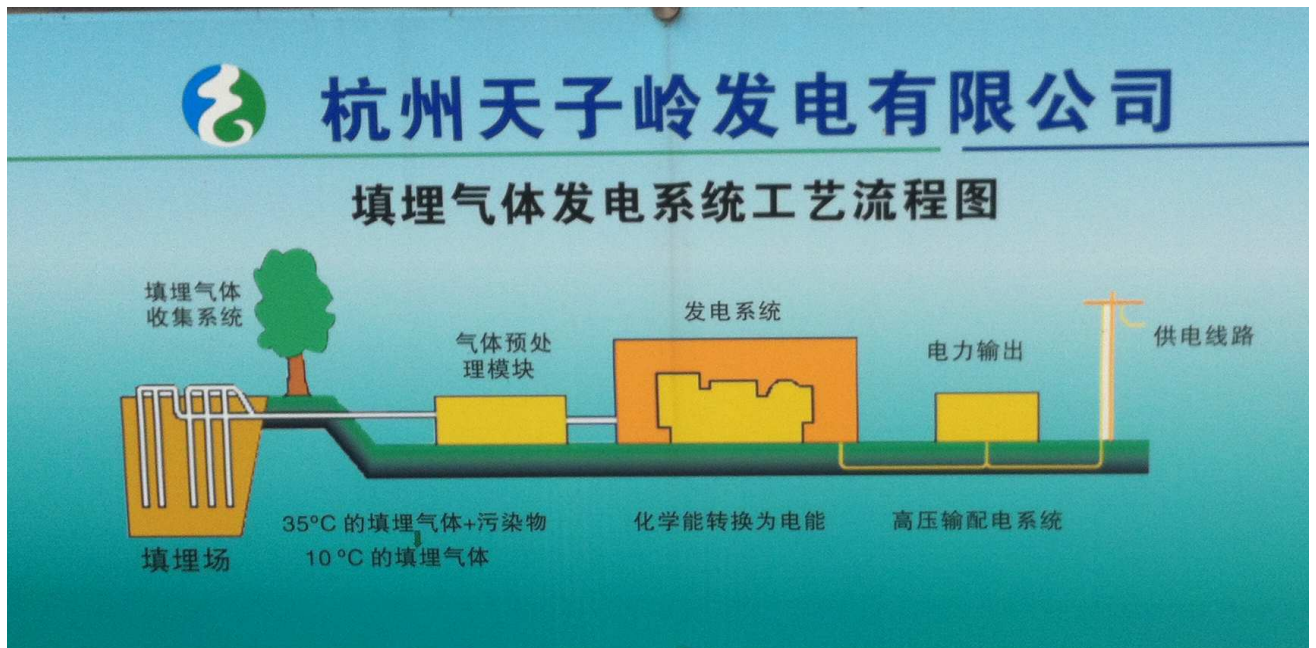 杭州天子岭发电有限公司
填埋气体发电系统工艺流程图
填埋气体
收集系统
气体预处
理模块
发电系统
电力输出
供电线路
填埋场
35°C 的填埋气体+污染物
10 °C 的填埋气体
化学能转换为电能
高压输配电系统